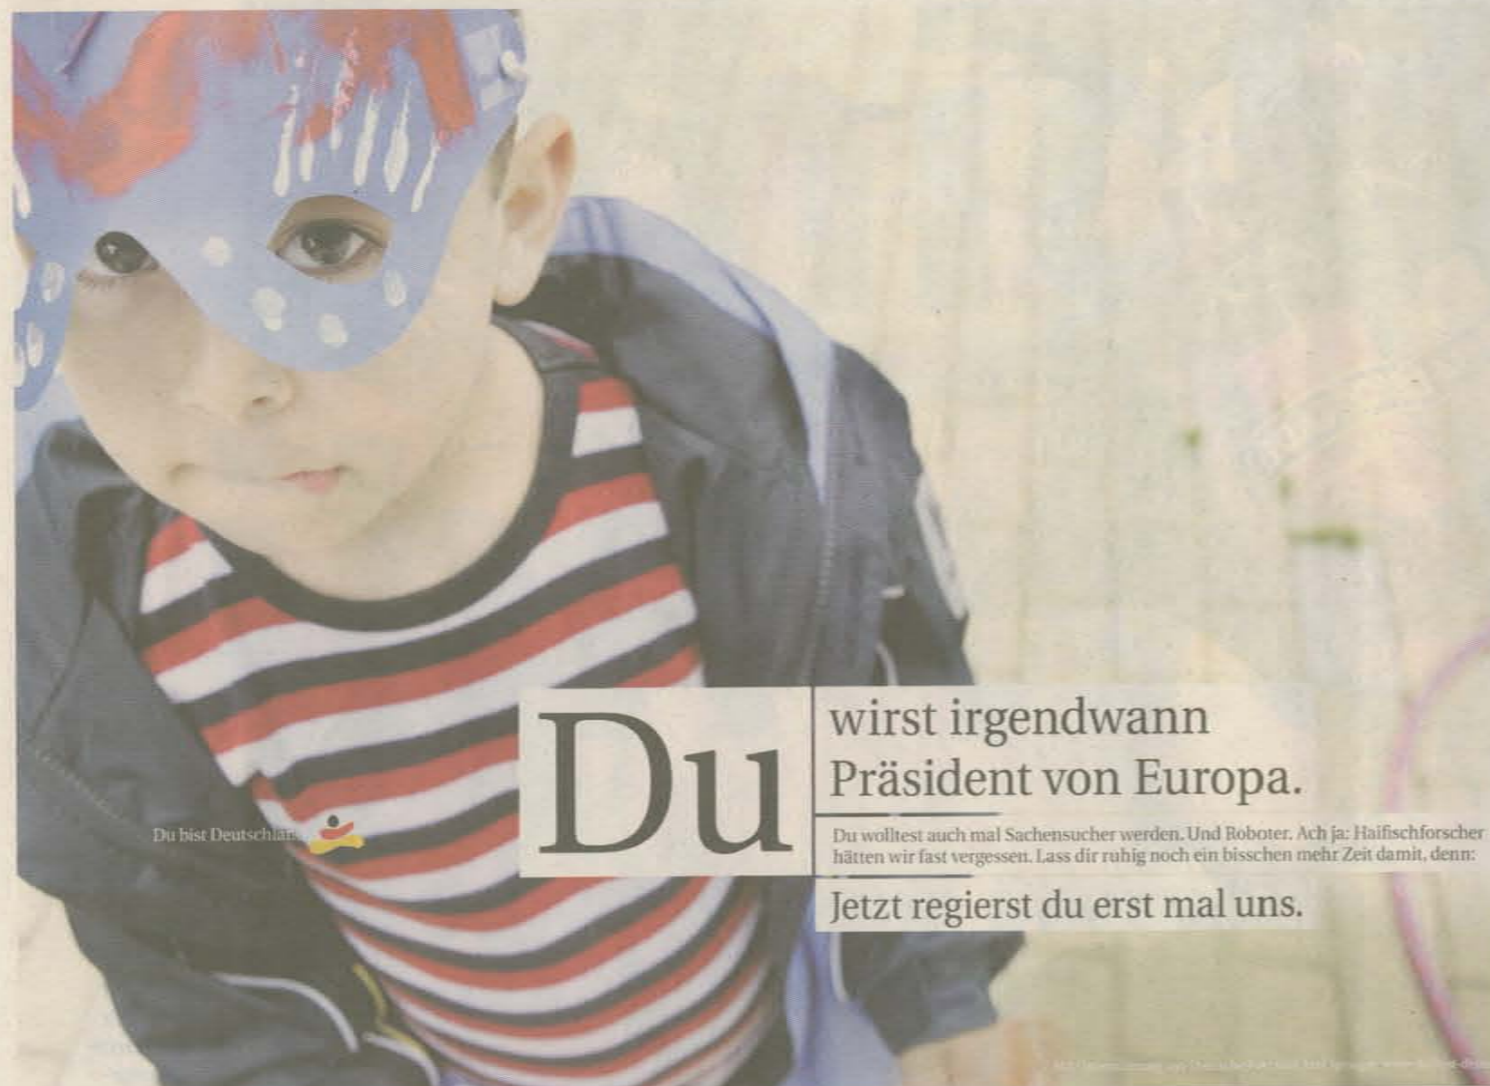 Du
wirst irgendwann
Präsident von Europa.
Du wolltest auch mal Sachensucher werden. Und Roboter. Ach ja: Haifischforscher
hätten wir fast vergessen. Lass dir ruhig noch ein bisschen mehr Zeit damit, denn:
Jetzt regierst du erst mal uns.
Du bist